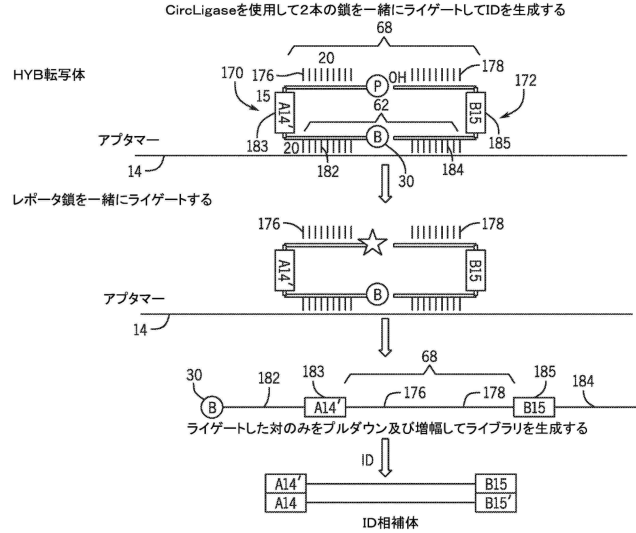 CircLigaseを使用して2本の鎖を一緒にライゲートしてIDを生成する
68
HYB転写体
176
20
P
OH
178
170
15
172
A14'
62
B15
183
185
アプタマー
20
B
14
182
30
184
レポータ鎖を一緒にライゲートする
176
178
A14'
B15
B
アプタマー
14
68
30
182
183
185
184
B
A14'
176
178
B15
ライゲートした対のみをプルダウン及び増幅してライブラリを生成する
ID
A14'
B15
A14
B15'
ID相補体